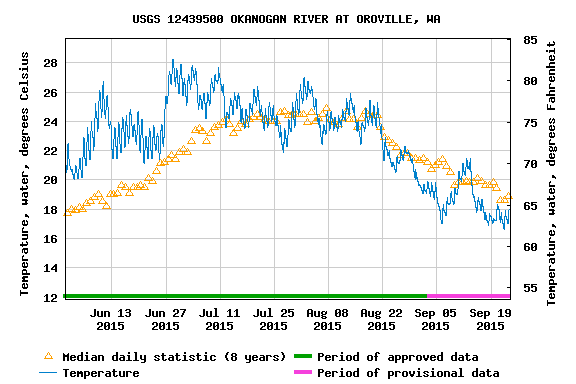 USGS 12439500 OKANOGAN RIVER AT OROVILLE, WA
Temperature, water, degrees Celsius
28
26
24
22
20
18
16
14
12
85
80
75
70
65
60
55
Temperature, water, degrees Fahrenheit
Jun 13 Jun 27 Jul 11 Jul 25 Aug 08 Aug 22 Sep 05 Sep 19
2015 2015 2015 2015 2015 2015 2015 2015
Median daily statistic (8 years) Period of approved data
Temperature Period of provisional data